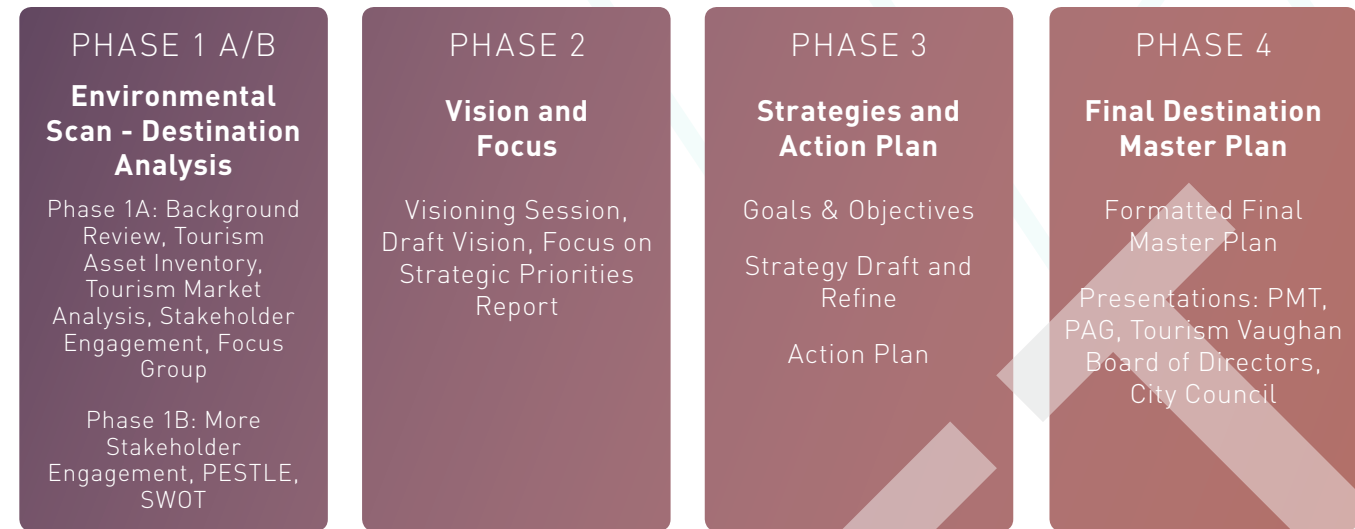 PHASE 1 A/B
Environmental
Scan - Destination
Analysis
Phase 1A: Background
Review, Tourism
Asset Inventory,
Tourism Market
Analysis, Stakeholder
Engagement, Focus
Group
Phase 1B: More
Stakeholder
Engagement, PESTLE,
SWOT
PHASE 2
Vision and
Focus
Visioning Session,
Draft Vision, Focus on
Strategic Priorities
Report
PHASE 3
Strategies and
Action Plan
Goals & Objectives
Strategy Draft and
Refine
Action Plan
PHASE 4
Final Destination
Master Plan
Formatted Final
Master Plan
Presentations: PMT,
PAG, Tourism Vaughan
Board of Directors,
City Council